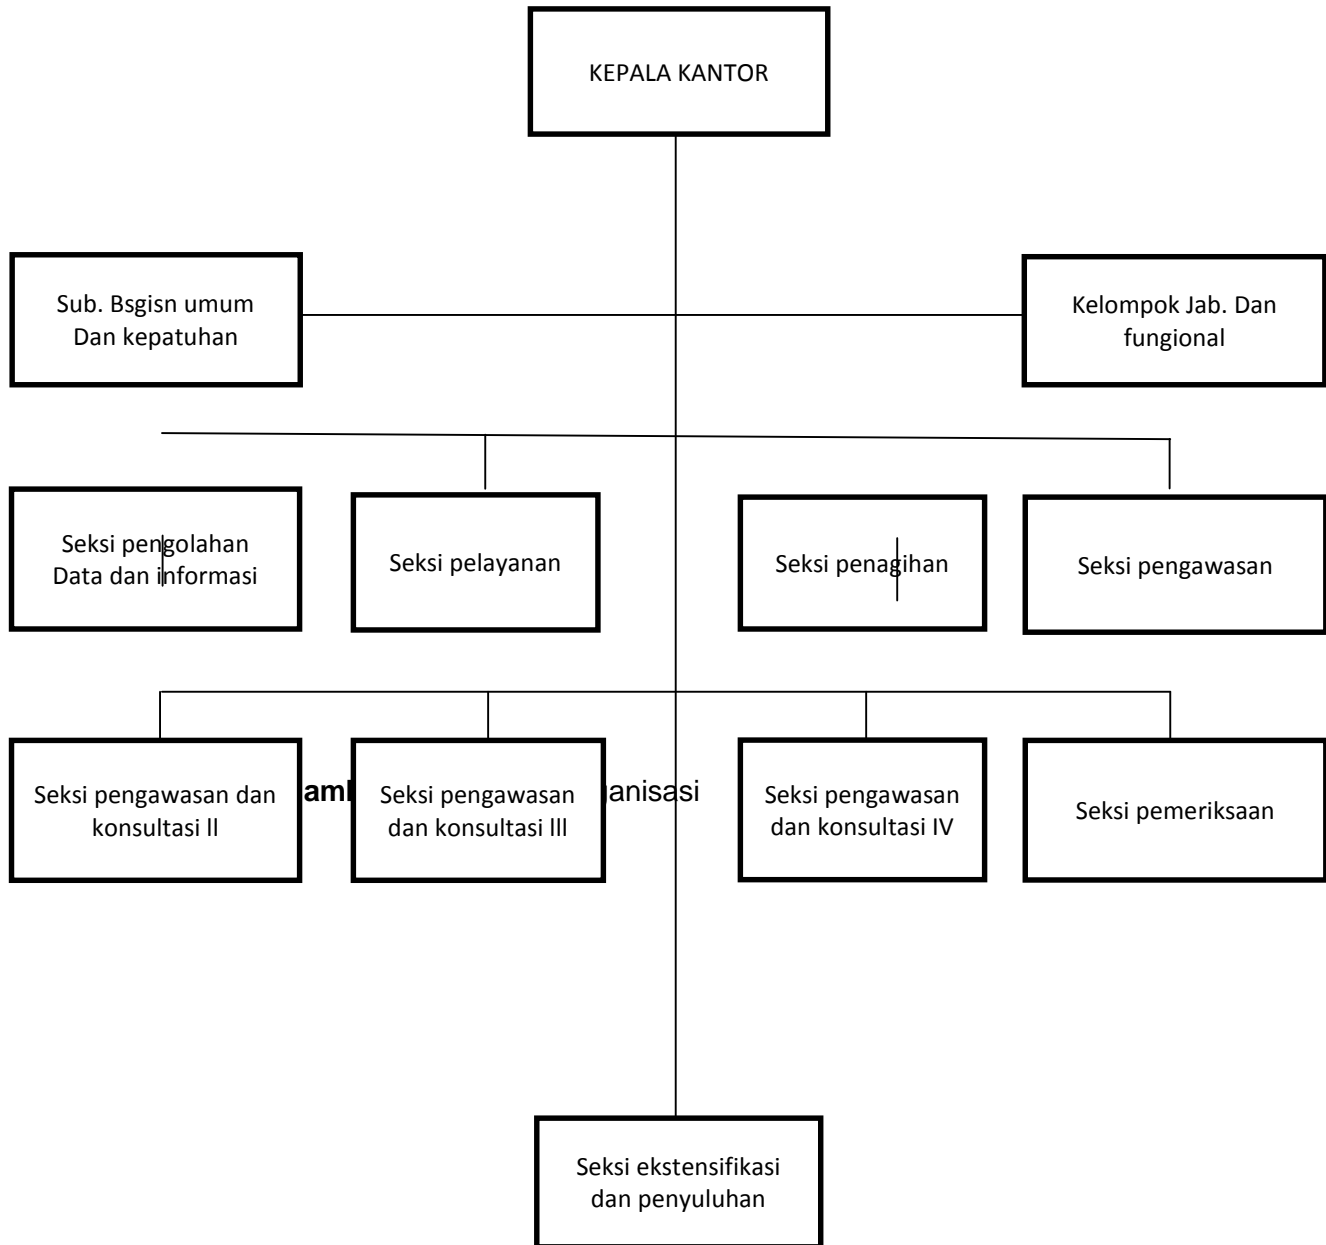 KEPALA KANTOR
Sub. Bsgisn umum
Dan kepatuhan
Kelompok Jab. Dan
fungional
Seksi pengolahan
Data dan informasi
Seksi pelayanan
Seksi penagihan
Seksi pengawasan
Seksi pengawasan dan
konsultasi ll
Seksi pengawasan
dan konsultasi lll
Seksi pengawasan
dan konsultasi IV
Seksi pemeriksaan
Seksi ekstensifikasi
dan penyuluhan